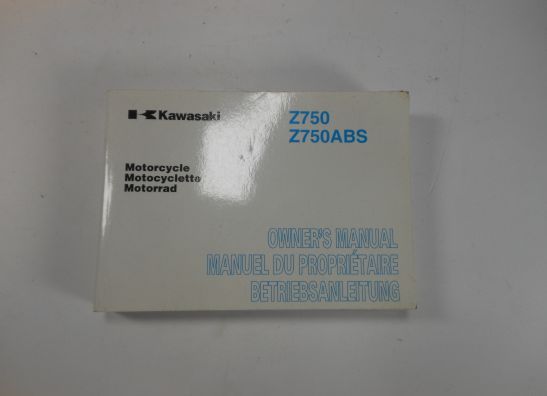 Kawasaki
Z750
Z750ABS
Motorcycle
Motocyclette
Motorrad
OWNER'S MANUAL
MANUEL DU PROPRIÉTAIRE
BETRIEBSANLEITUNG